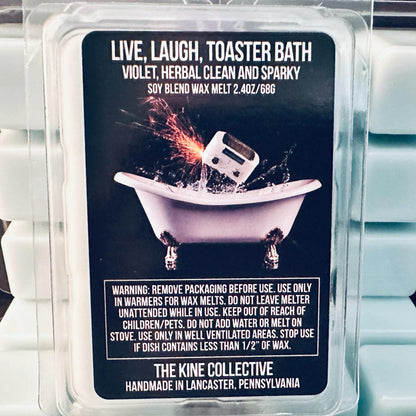 LIVE, LAUGH, TOASTER BATH
VIOLET, HERBAL CLEAN AND SPARKY
SOY BLEND WAX MELT 2.4OZ/68G
WARNING: REMOVE PACKAGING BEFORE USE. USE ONLY
IN WARMERS FOR WAX MELTS. DO NOT LEAVE MELTER
UNATTENDED WHILE IN USE. KEEP OUT OF REACH OF
CHILDREN/PETS. DO NOT ADD WATER OR MELT ON
STOVE. USE ONLY IN WELL VENTILATED AREAS. STOP USE
IF DISH CONTAINS LESS THAN 1/2" OF WAX.
THE KINE COLLECTIVE
HANDMADE IN LANCASTER, PENNSYLVANIA